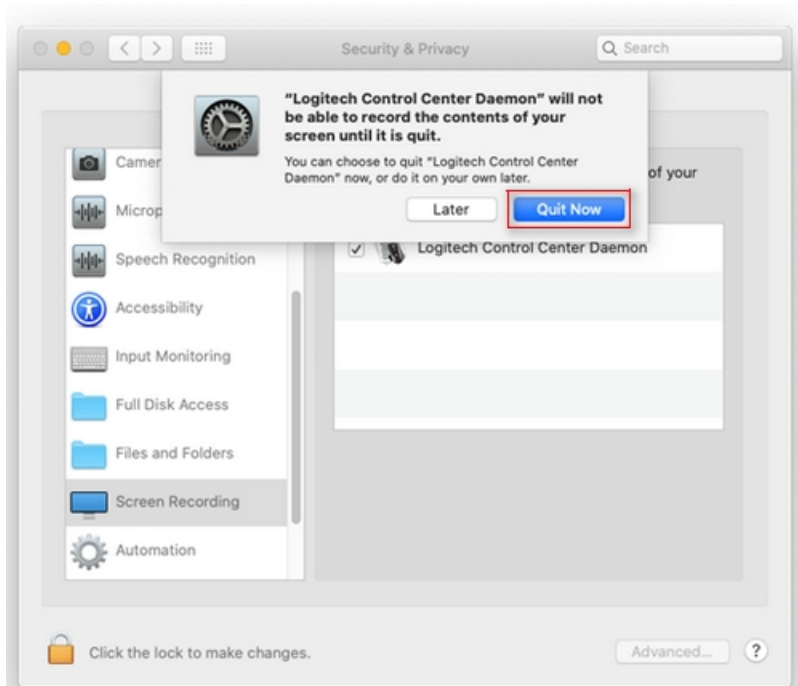 Security & Privacy
Search
"Logitech Control Center Daemon" will not
be able to record the contents of your
screen until it is quit.
You can choose to quit "Logitech Control Center
Daemon" now, or do it on your own later.
of your
Later
Quit Now
Camer
Microp
Speech Recognition
Accessibility
Input Monitoring
Full Disk Access
Files and Folders
Screen Recording
Automation
Logitech Control Center Daemon
Click the lock to make changes.
Advanced...
?